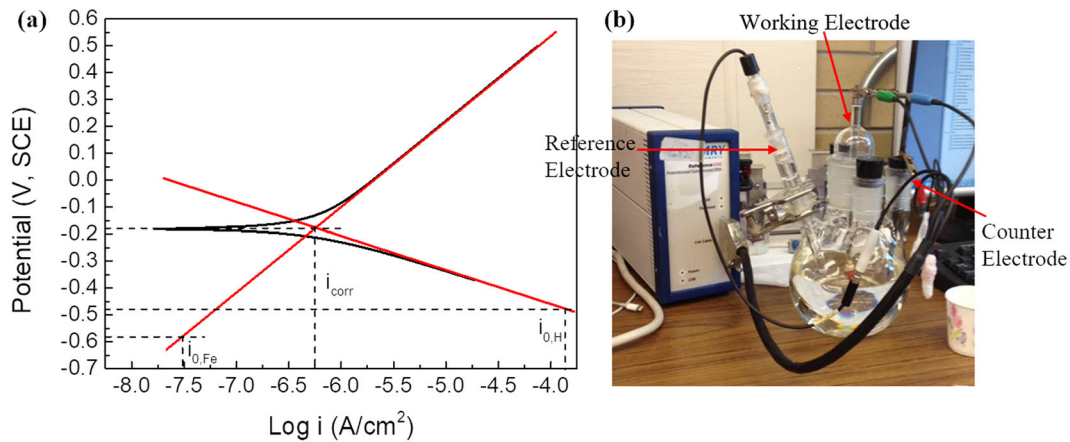 (a)
0.6
0.5
0.4
0.3
0.2
0.1
0.0
-0.1
-0.2
-0.3
-0.4
-0.5
-0.6
-0.7
Potential (V, SCE)
i0,Fe
icorr
i0,H
-8.0 -7.5 -7.0 -6.5 -6.0 -5.5 -5.0 -4.5 -4.0
Log i (A/cm²)
(b)
Working Electrode
Reference
Electrode
MRY
Counter
Electrode